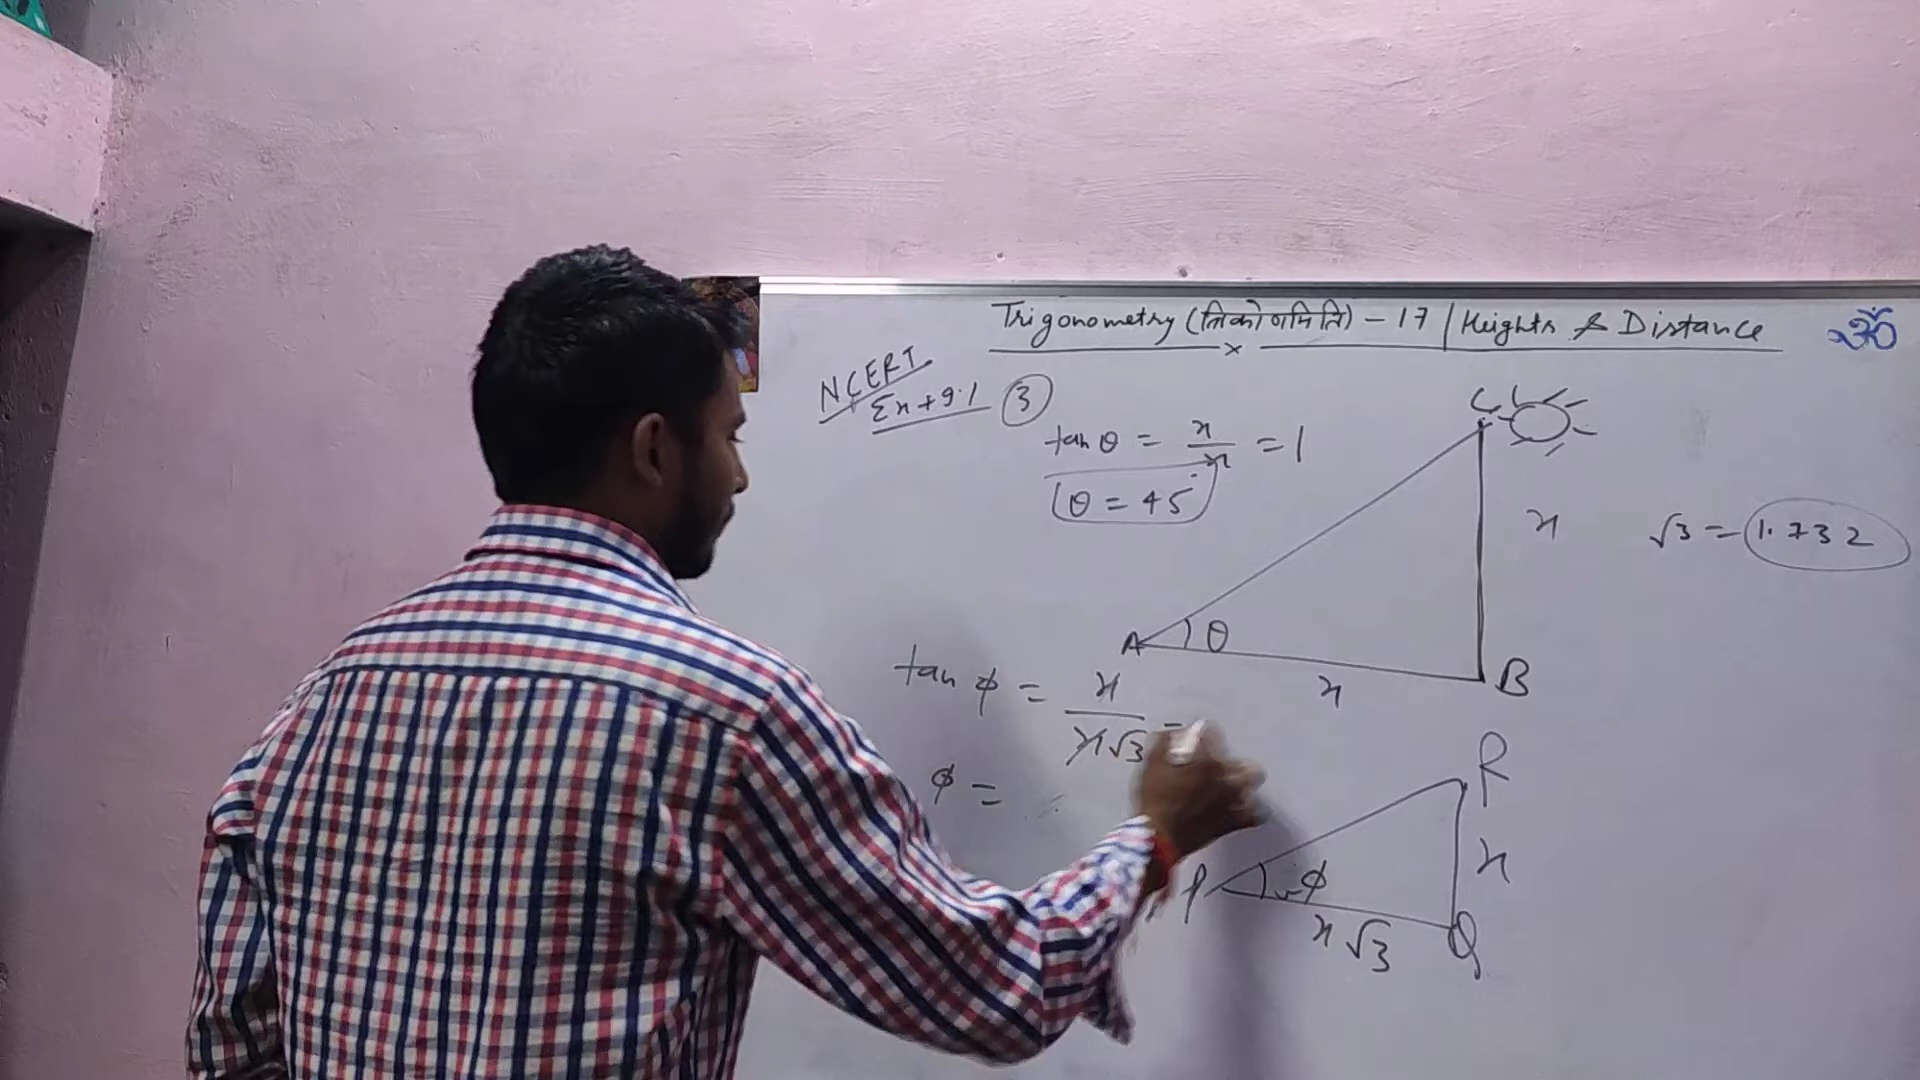 Trigonometry (त्रिकोणमिति) - 17 | Heights & Distance
ॐ
NCERT
Ex + 9.1 ③
tan θ = x/x = 1
θ = 45°
C
x
√3 = 1.732
A θ
x
B
tan φ = x/x√3 =
φ =
R
x
P φ
x√3
Q